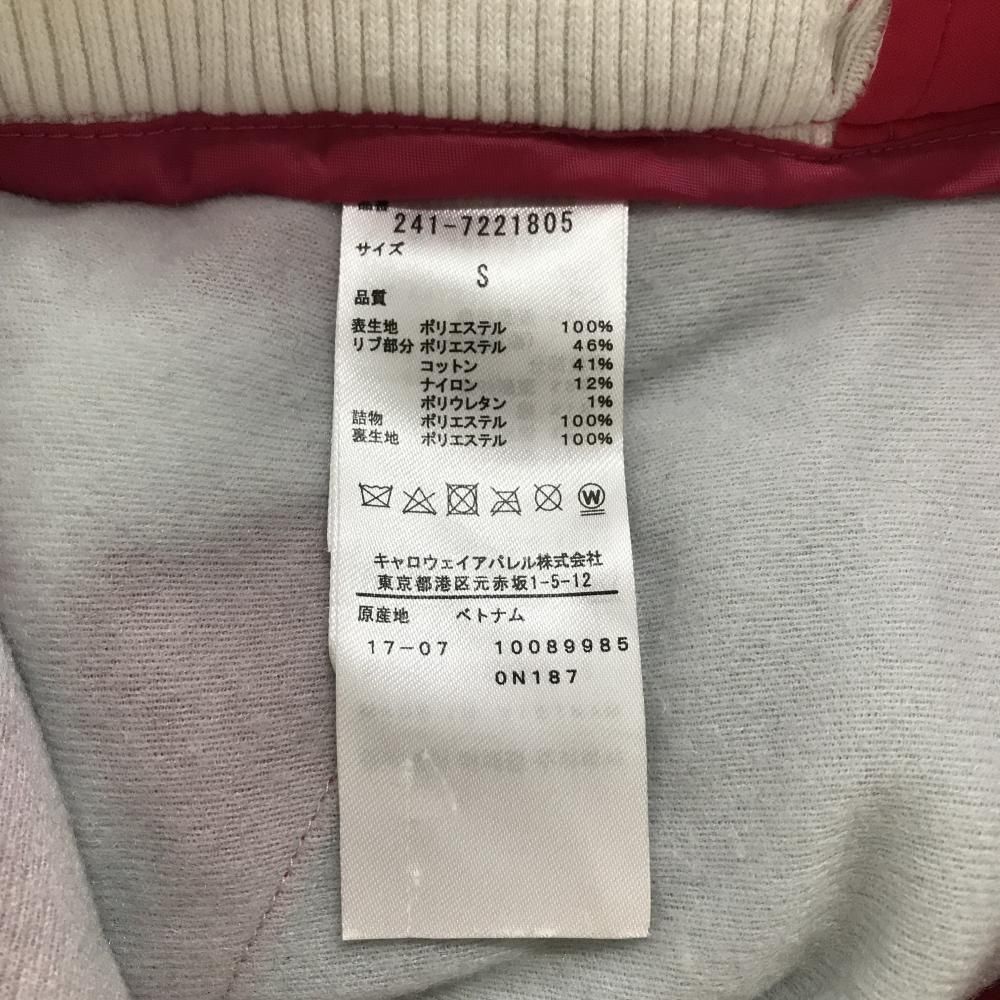 品番
241-7221805
サイズ
S
品質
表生地 ポリエステル 100%
リブ部分 ポリエステル 46%
コットン 41%
ナイロン 12%
ポリウレタン 1%
詰物 ポリエステル 100%
裏生地 ポリエステル 100%
W
キャロウェイアパレル株式会社
東京都港区元赤坂1-5-12
原産地 ベトナム
17-07 10089985
0N187